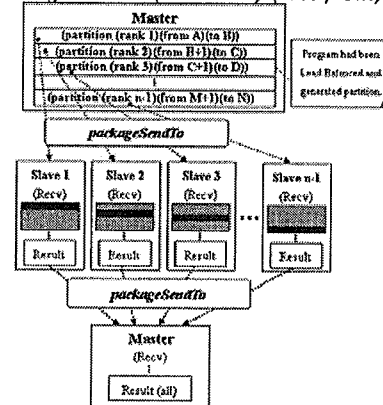 Master
(partition (rank 1)(from A)(to B))
(partition (rank 2)(from B+1)(to C))
(partition (rank 3)(from C+1)(to D))
(partition (rank n-1)(from M+1)(to N))
Program had been
Load Balanced and
generated partition.
packageSendTo
Slave 1
Slave 2
Slave 3
Slave n-1
(Recv)
(Recv)
(Recv)
(Recv)
...
Result
Result
Result
Result
packageSendTo
Master
(Recv)
Result (all)